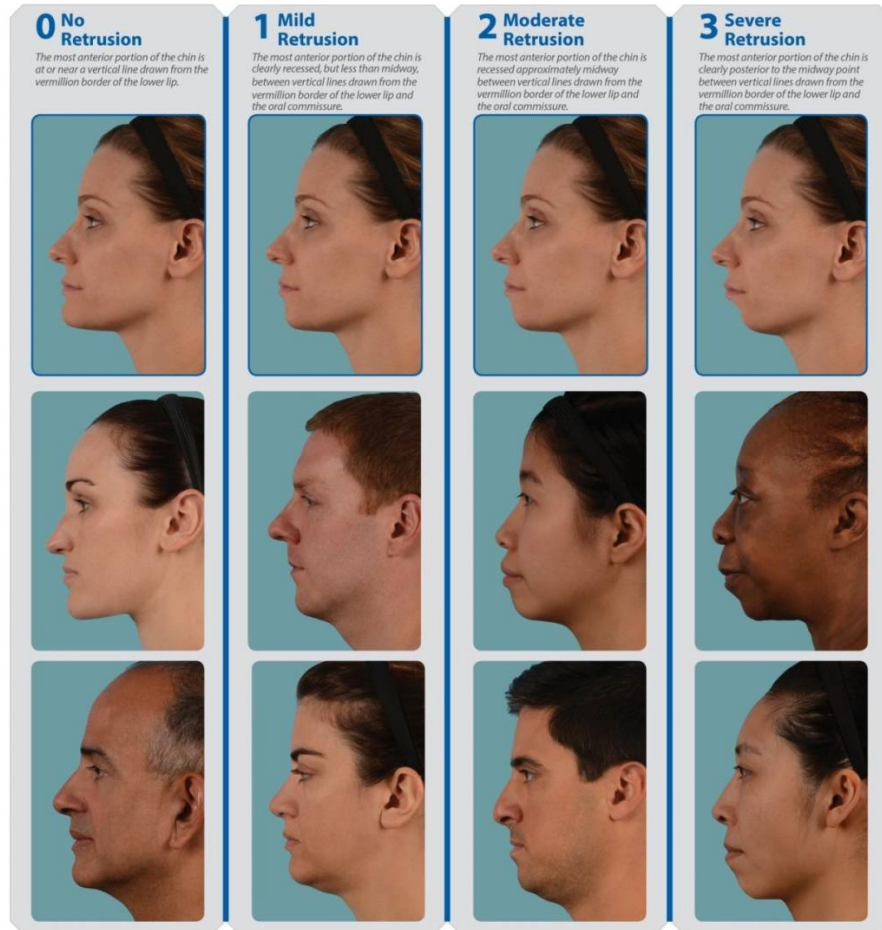 0 No
Retrusion
The most anterior portion of the chin is
at or near a vertical line drawn from the
vermillion border of the lower lip.
1 Mild
Retrusion
The most anterior portion of the chin is
clearly recessed, but less than midway,
between vertical lines drawn from the
vermillion border of the lower lip and
the oral commissure.
2 Moderate
Retrusion
The most anterior portion of the chin is
recessed approximately midway
between vertical lines drawn from the
vermillion border of the lower lip and
the oral commissure.
3 Severe
Retrusion
The most anterior portion of the chin is
clearly posterior to the midway point
between vertical lines drawn from the
vermillion border of the lower lip and
the oral commissure.